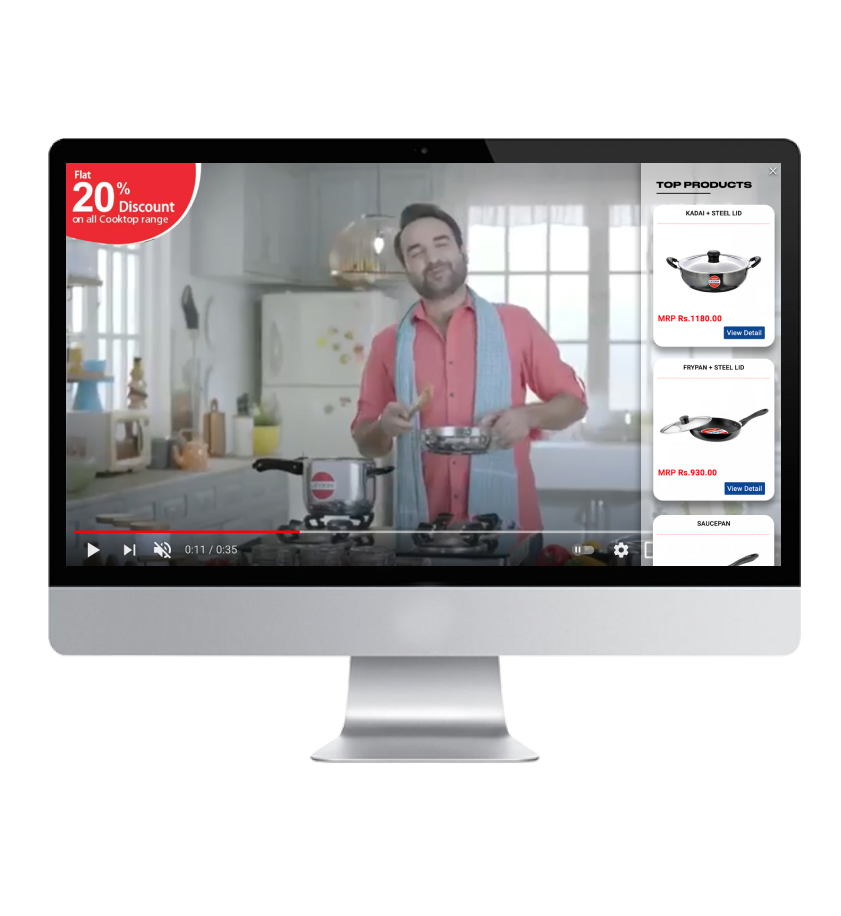 Flat
20%
Discount
on all Cooktop range
TOP PRODUCTS
KADAI + STEEL LID
MRP Rs.1180.00
View Detail
FRYPAN + STEEL LID
MRP Rs.930.00
View Detail
SAUCEPAN
0:11 / 0:35